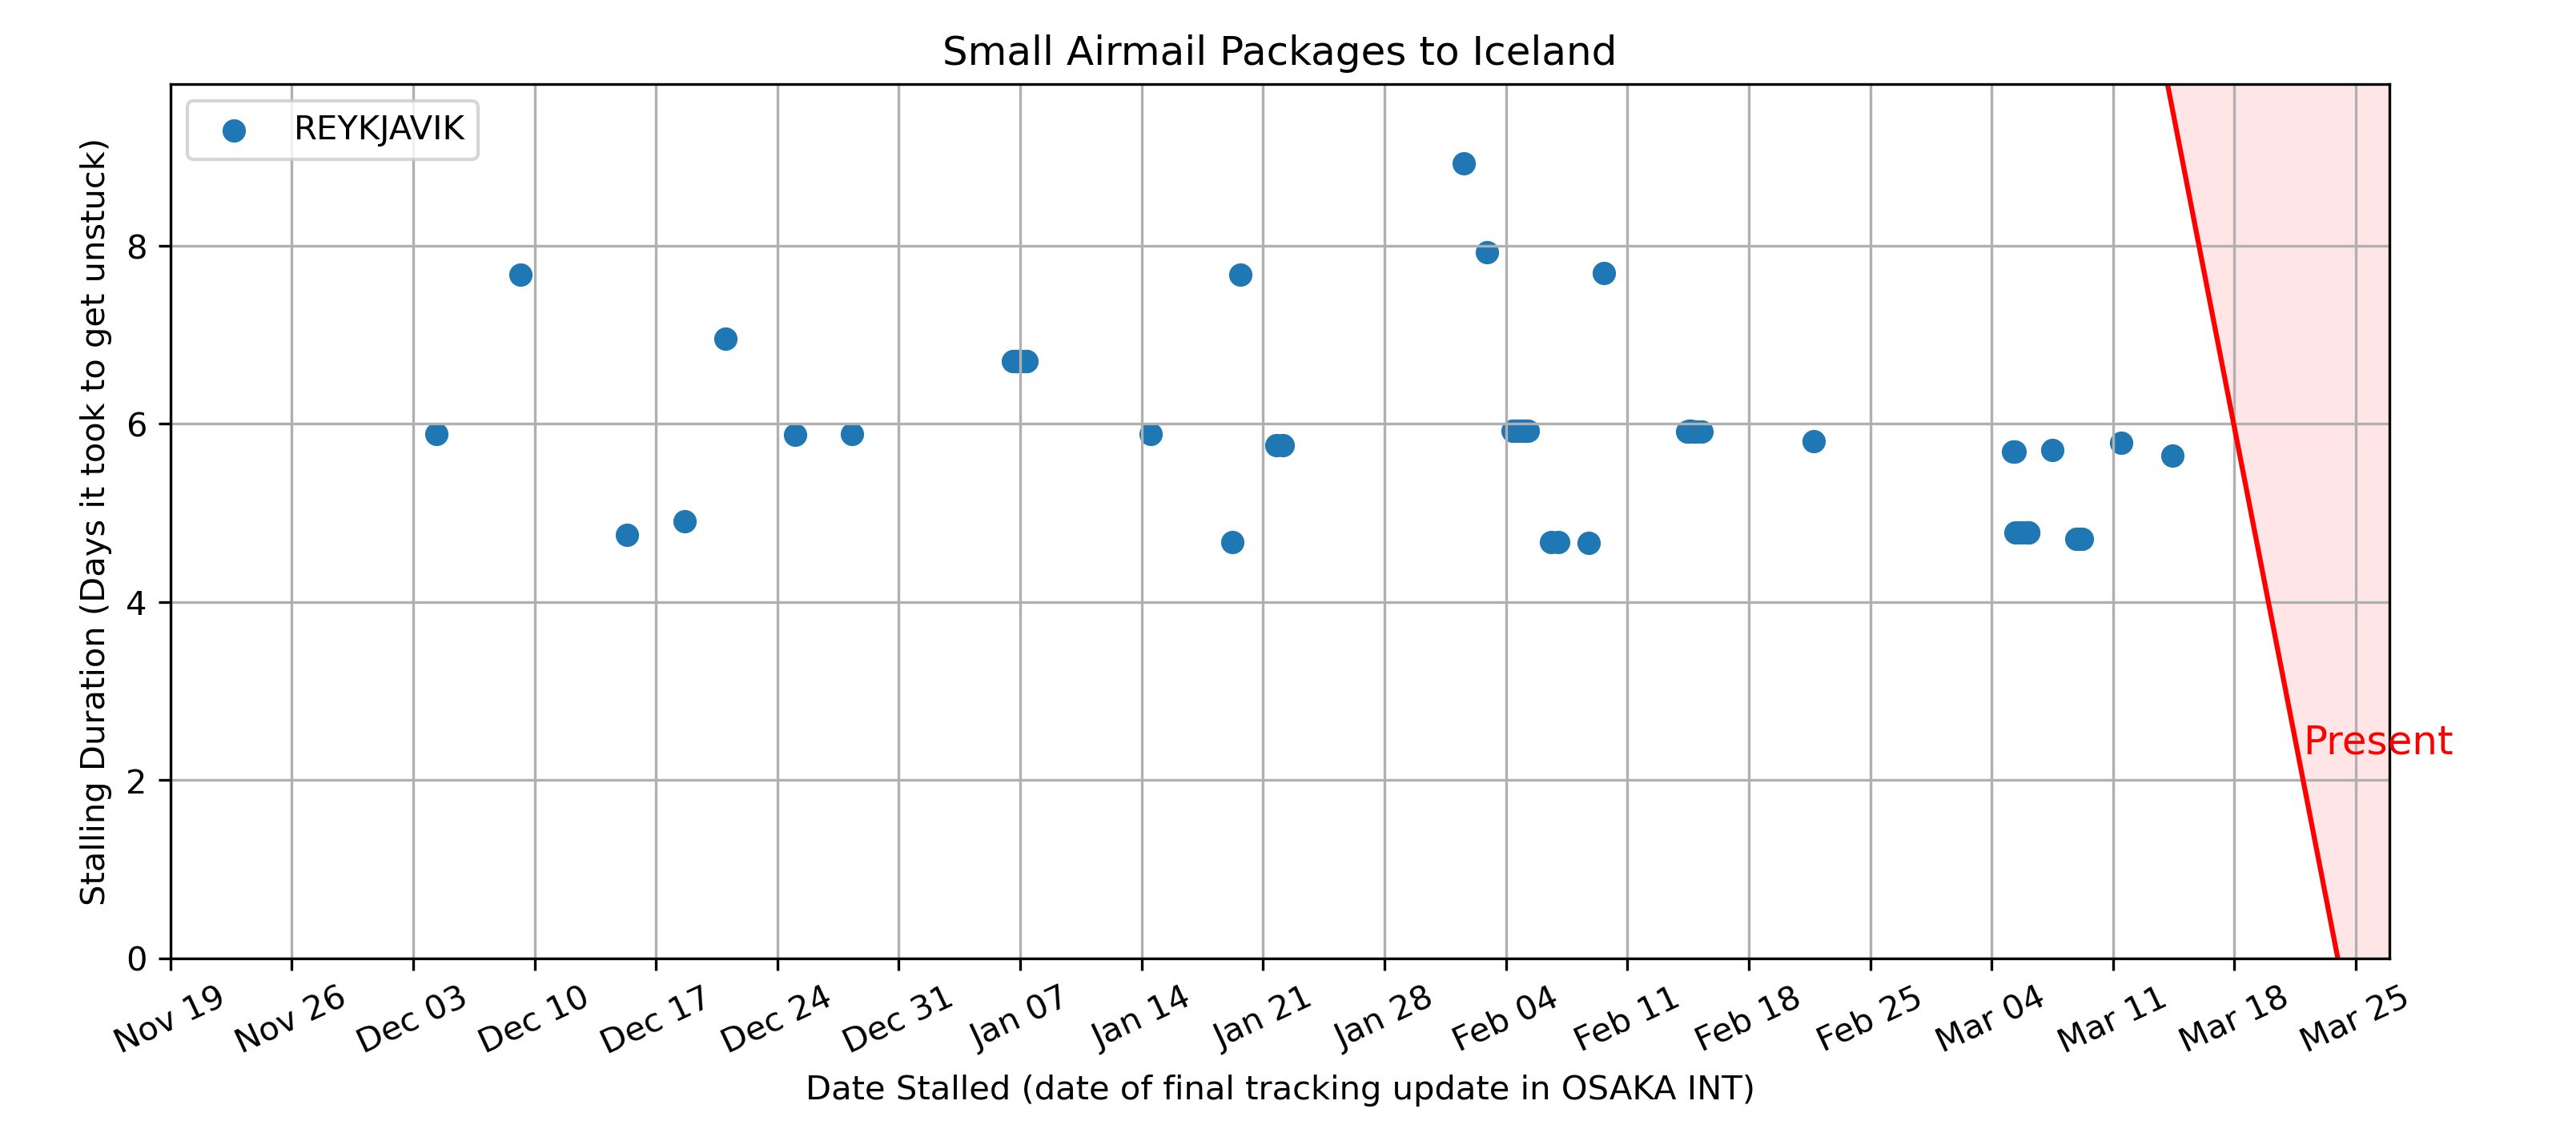 Small Airmail Packages to Iceland
REYKJAVIK
Stalling Duration (Days it took to get unstuck)
8
6
4
2
0
Present
Nov 19
Nov 26
Dec 03
Dec 10
Dec 17
Dec 24
Dec 31
Jan 07
Jan 14
Jan 21
Jan 28
Feb 04
Feb 11
Feb 18
Feb 25
Mar 04
Mar 11
Mar 18
Mar 25
Date Stalled (date of final tracking update in OSAKA INT)